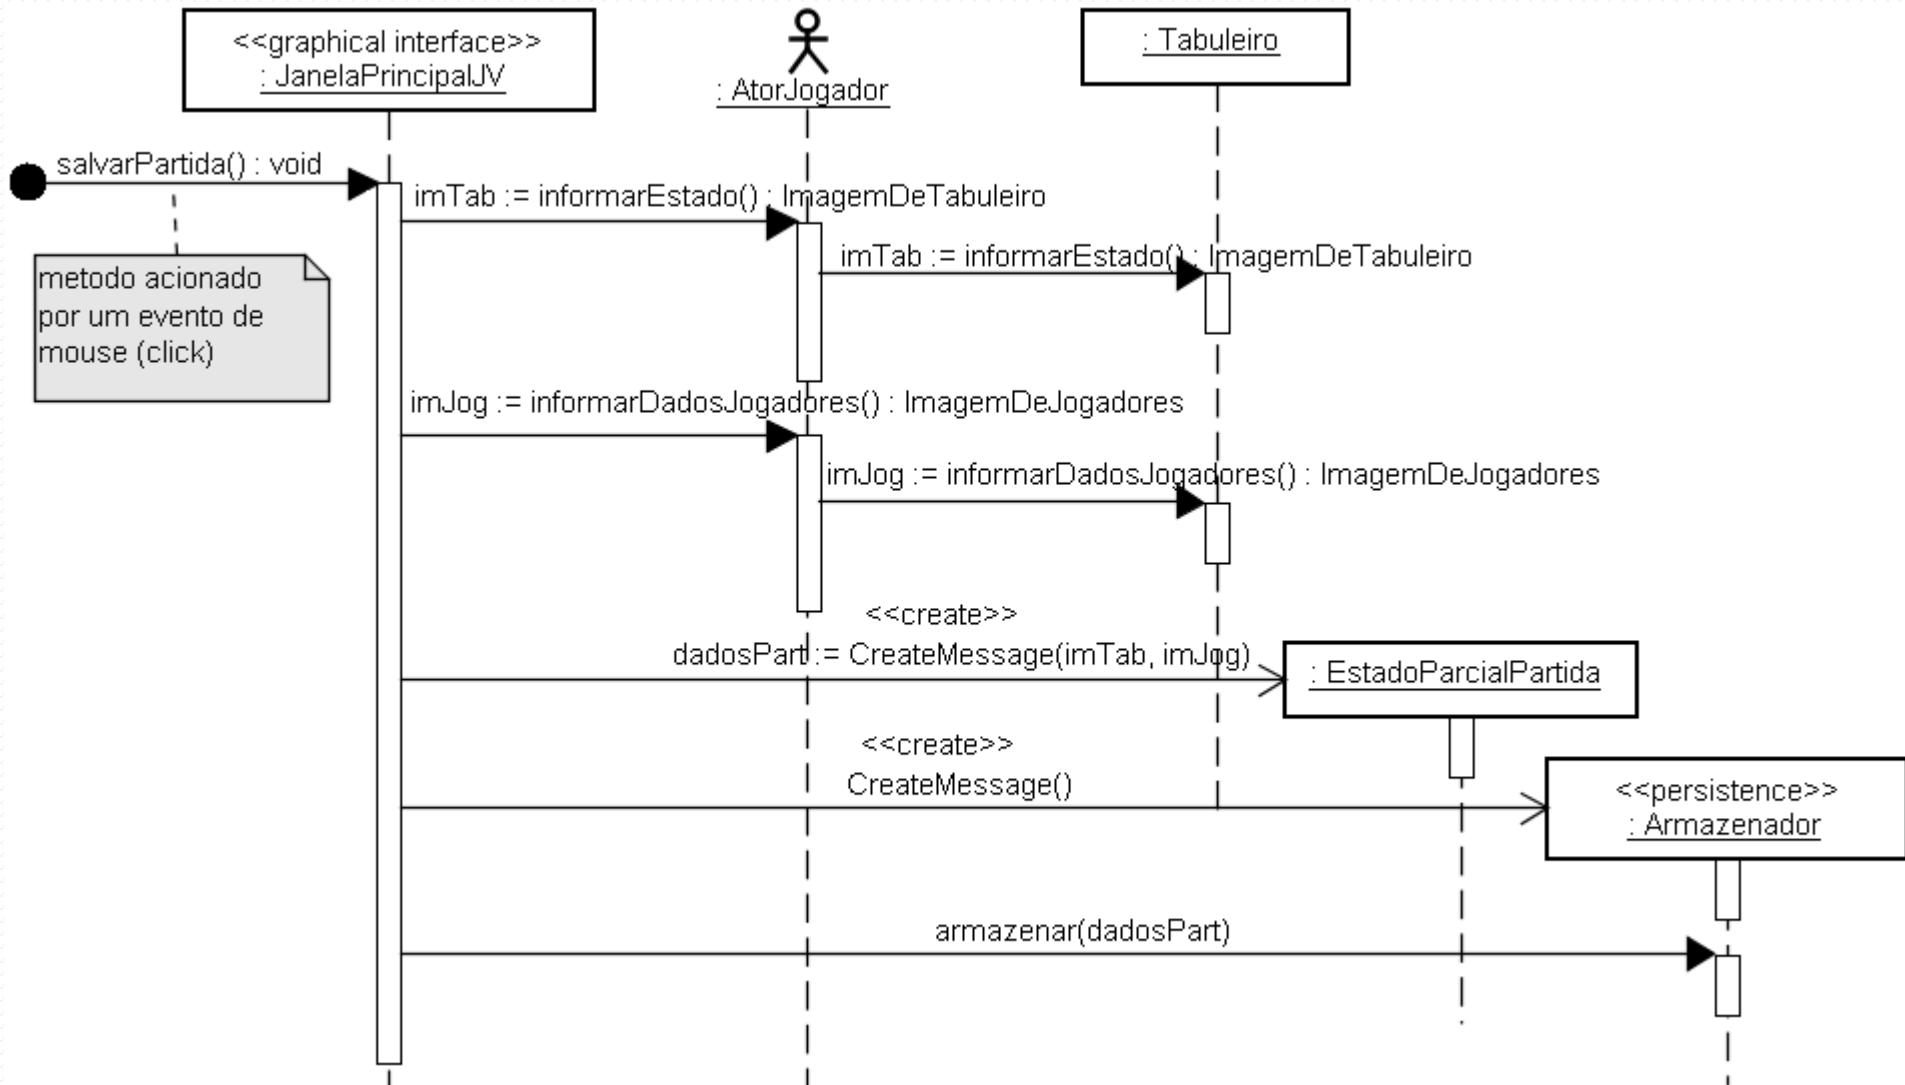 <<graphical interface>>
: JanelaPrincipalJV
: AtorJogador
: Tabuleiro
salvarPartida() : void
imTab := informarEstado() : ImagemDeTabuleiro
imTab := informarEstado() : ImagemDeTabuleiro
metodo acionado
por um evento de
mouse (click)
imJog := informarDadosJogadores() : ImagemDeJogadores
imJog := informarDadosJogadores() : ImagemDeJogadores
<<create>>
dadosPart := CreateMessage(imTab, imJog)
: EstadoParcialPartida
<<create>>
CreateMessage()
<<persistence>>
: Armazenador
armazenar(dadosPart)